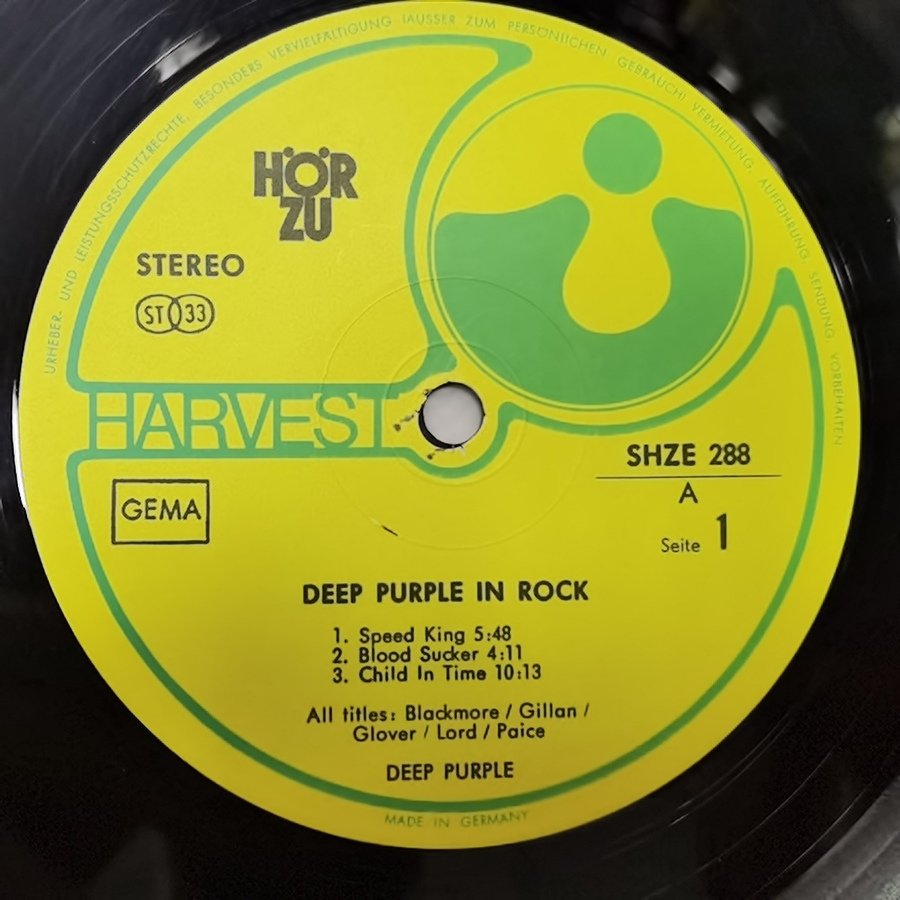 URHEBER- UND LEISTUNGSSCHUTZRECHTE, BESONDERS VERVIELFÄLTIGUNG (AUSSER ZUM PERSÖNLICHEN GEBRAUCH) VERMIETUNG, AUFFÜHRUNG, SENDUNG, VORBEHALTEN
HÖR
ZU
STEREO
ST 33
HARVEST
GEMA
SHZE 288
A
Seite 1
DEEP PURPLE IN ROCK
1. Speed King 5:48
2. Blood Sucker 4:11
3. Child In Time 10:13
All titles: Blackmore / Gillan /
Glover / Lord / Paice
DEEP PURPLE
MADE IN GERMANY